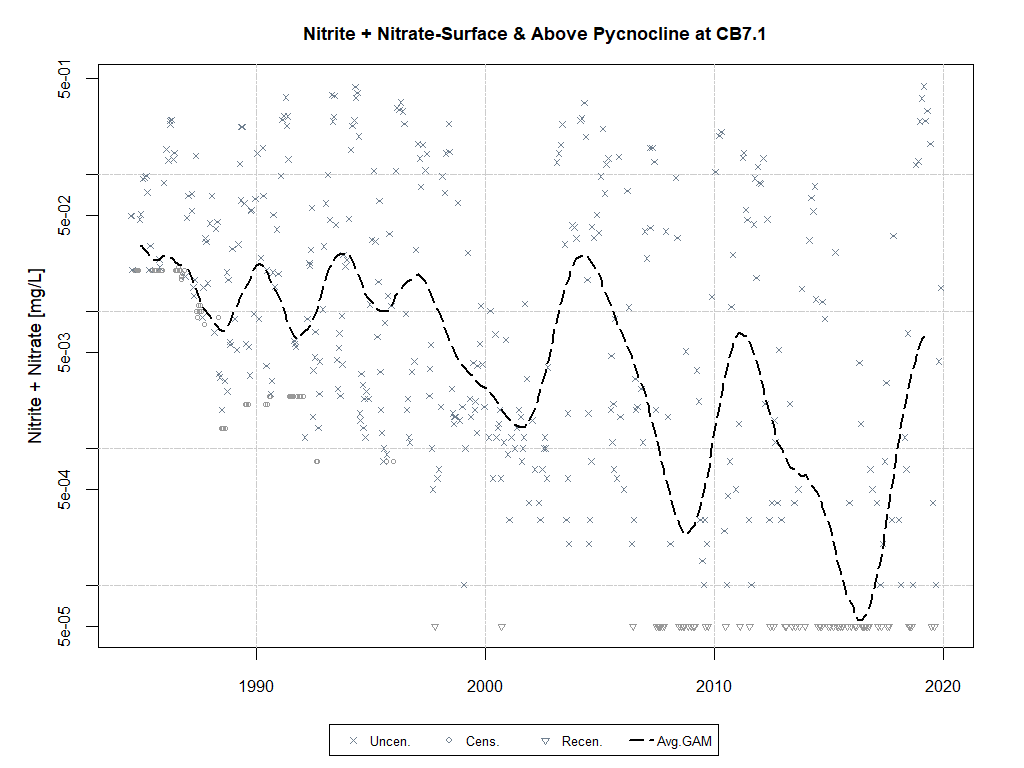 Nitrite + Nitrate-Surface & Above Pycnocline at CB7.1
Nitrite + Nitrate [mg/L]
5e-01
5e-02
5e-03
5e-04
5e-05
1990 2000 2010 2020
Uncen. Cens. Recen. Avg.GAM